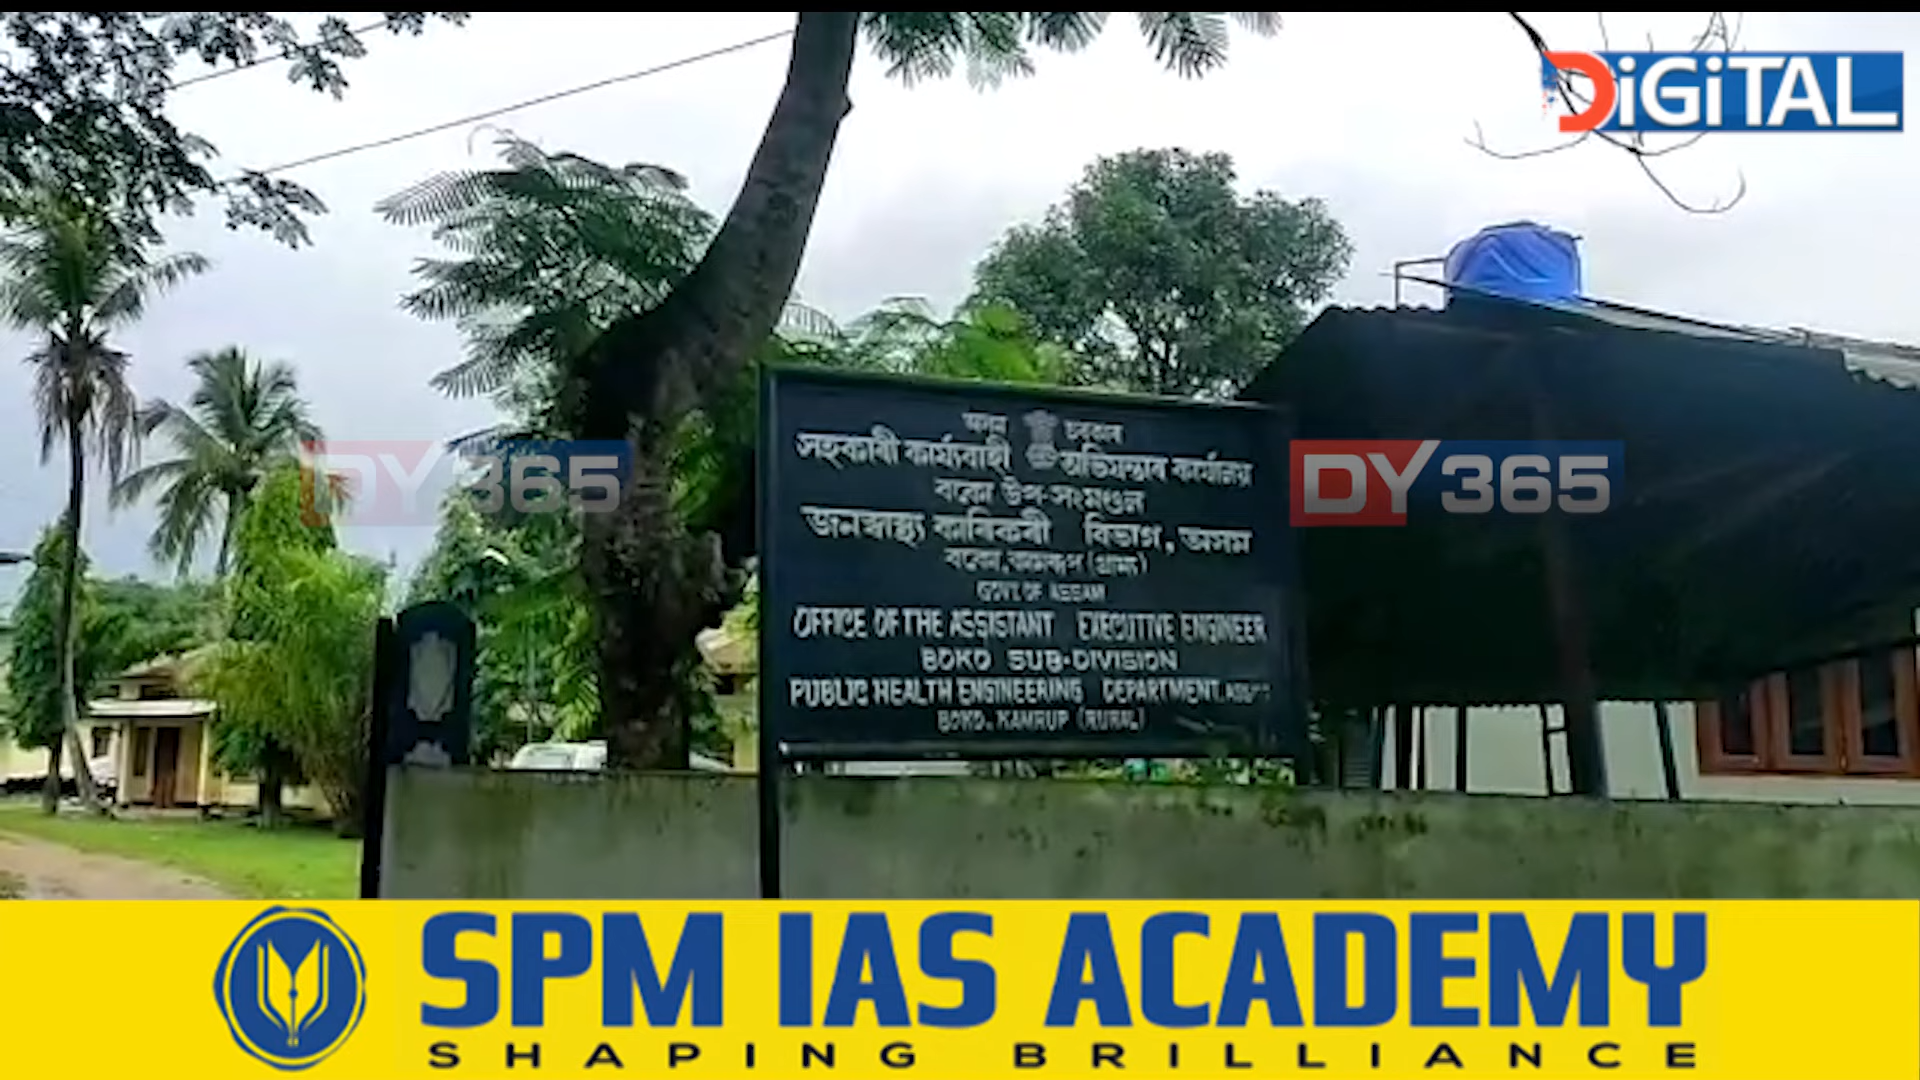 DiGiTAL
অসম চৰকাৰ
সহকাৰী কাৰ্য্যবাহী অভিযন্তাৰ কাৰ্যালয়
বকো উপ-সংমণ্ডল
DY365
DY365
জনস্বাস্থ্য কাৰিকৰী বিভাগ, অসম
বকো, কামৰূপ (গ্ৰাম্য)
GOVT. OF ASSAM
OFFICE OF THE ASSISTANT EXECUTIVE ENGINEER
BOKO SUB-DIVISION
PUBLIC HEALTH ENGINEERING DEPARTMENT,
BOKO, KAMRUP (RURAL)
SPM IAS ACADEMY
SHAPING BRILLIANCE